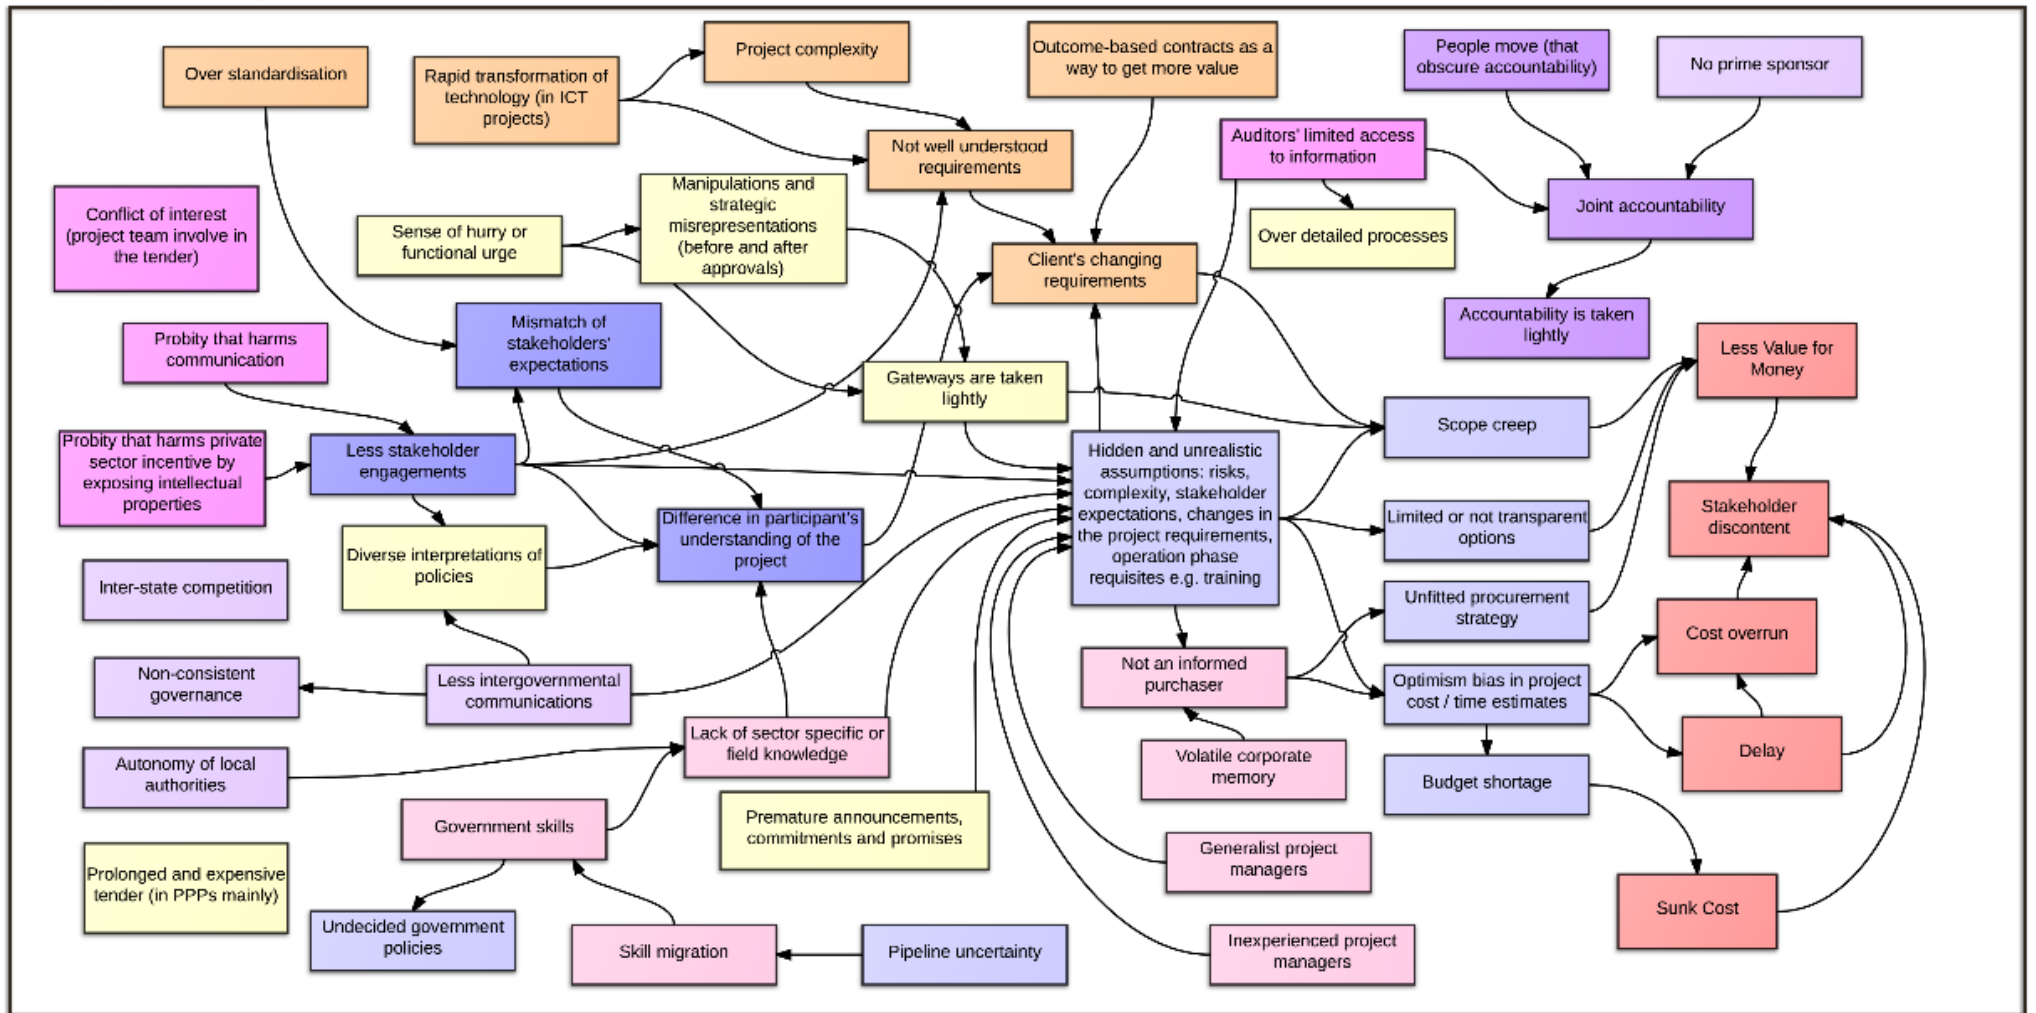 Over standardisation
Rapid transformation of
technology (in ICT
projects)
Project complexity
Outcome-based contracts as a
way to get more value
People move (that
obscure accountability)
No prime sponsor
Not well understood
requirements
Auditors' limited access
to information
Conflict of interest
(project team involve in
the tender)
Sense of hurry or
functional urge
Manipulations and
strategic
misrepresentations
(before and after
approvals)
Client's changing
requirements
Over detailed processes
Joint accountability
Probity that harms
communication
Mismatch of
stakeholders'
expectations
Gateways are taken
lightly
Accountability is taken
lightly
Less Value for
Money
Probity that harms private
sector incentive by
exposing intellectual
properties
Less stakeholder
engagements
Hidden and unrealistic
assumptions: risks,
complexity, stakeholder
expectations, changes in
the project requirements,
operation phase
requisites e.g. training
Scope creep
Diverse interpretations of
policies
Difference in participant's
understanding of the
project
Limited or not transparent
options
Stakeholder
discontent
Inter-state competition
Unfitted procurement
strategy
Cost overrun
Non-consistent
governance
Less intergovernmental
communications
Not an informed
purchaser
Optimism bias in project
cost / time estimates
Lack of sector specific or
field knowledge
Delay
Autonomy of local
authorities
Volatile corporate
memory
Budget shortage
Government skills
Premature announcements,
commitments and promises
Generalist project
managers
Prolonged and expensive
tender (in PPPs mainly)
Sunk Cost
Undecided government
policies
Skill migration
Pipeline uncertainty
Inexperienced project
managers